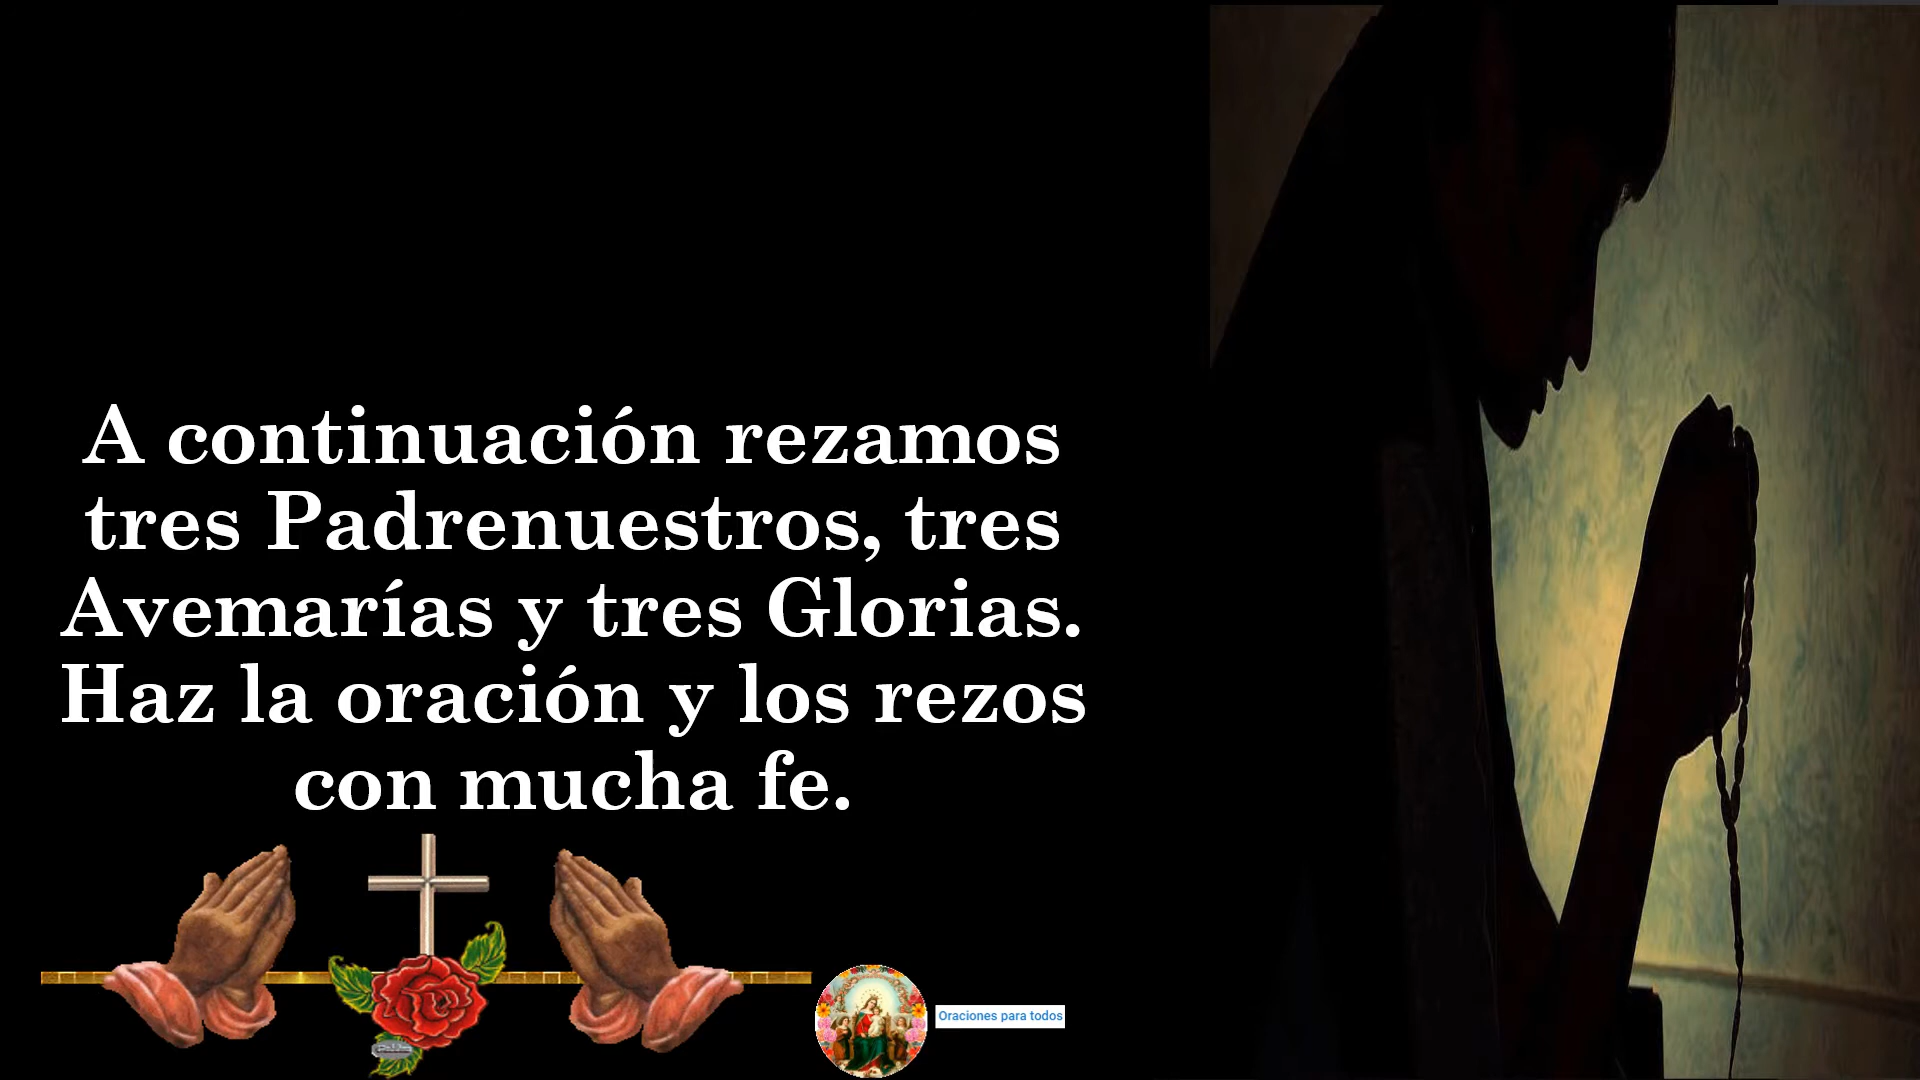 A continuación rezamos
tres Padrenuestros, tres
Avemarías y tres Glorias.
Haz la oración y los rezos
con mucha fe.
Oraciones para todos